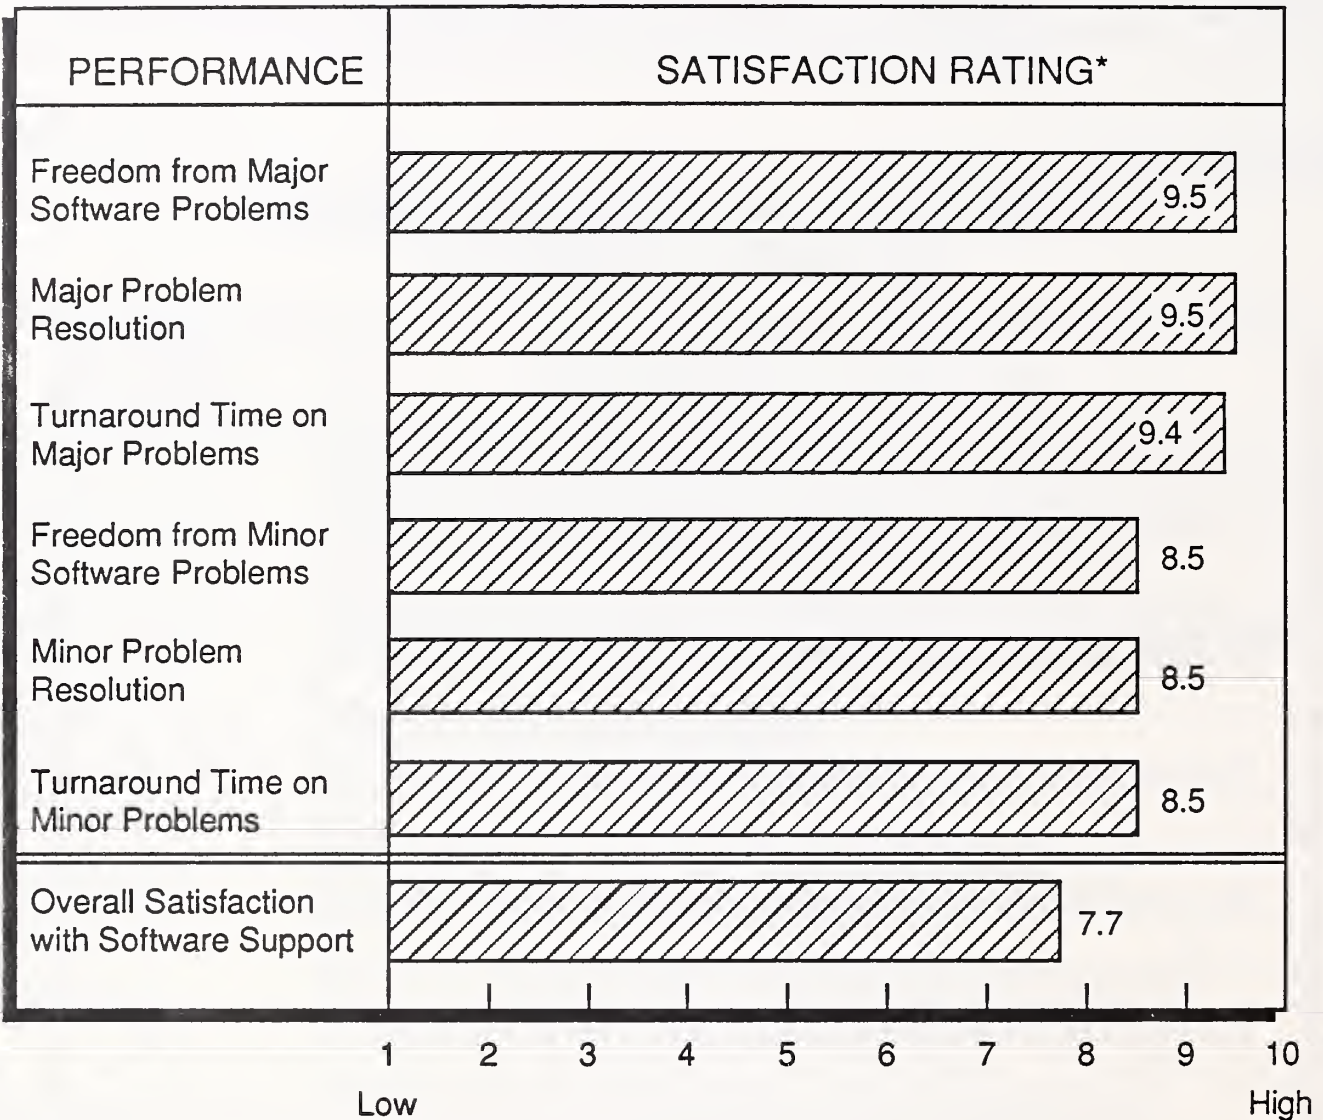 PERFORMANCE
SATISFACTION RATING*
Freedom from Major
Software Problems
9.5
Major Problem
Resolution
9.5
Turnaround Time on
Major Problems
9.4
Freedom from Minor
Software Problems
8.5
Minor Problem
Resolution
8.5
Turnaround Time on
Minor Problems
8.5
Overall Satisfaction
with Software Support
7.7
1 2 3 4 5 6 7 8 9 10
Low High